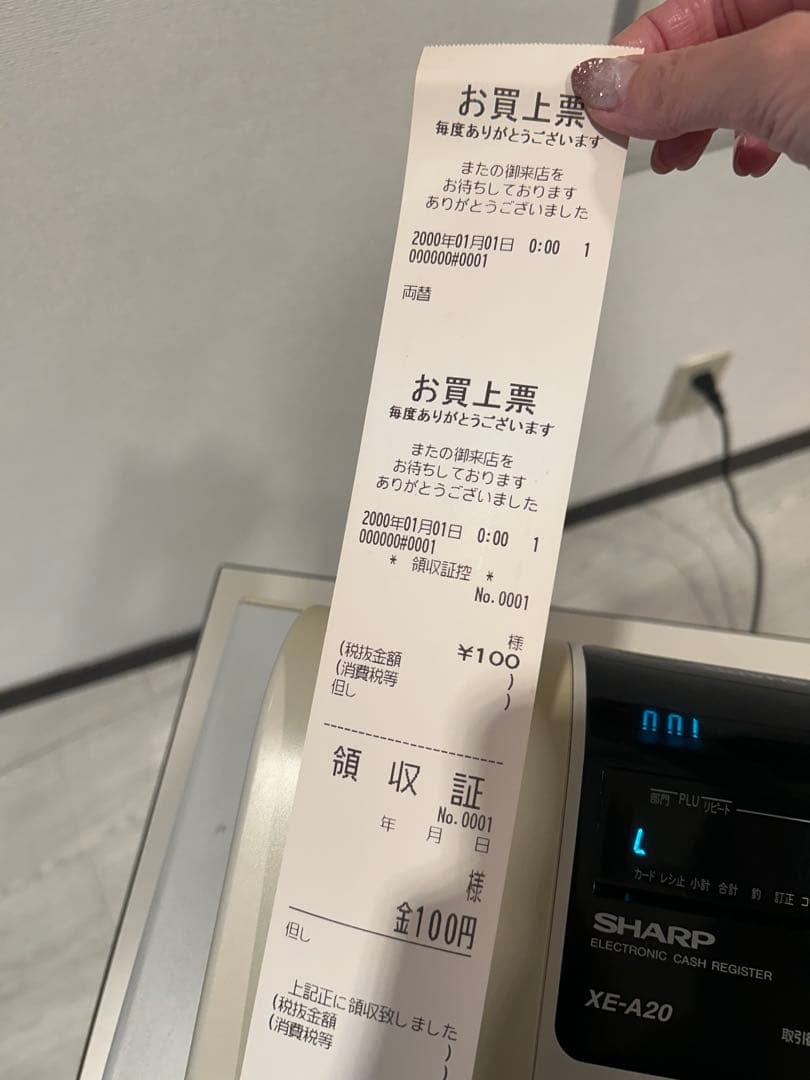 お買上票
毎度ありがとうございます
またの御来店を
お待ちしております
ありがとうございました
2000年01月01日 0:00 1
000000#0001
両替
お買上票
毎度ありがとうございます
またの御来店を
お待ちしております
ありがとうございました
2000年01月01日 0:00 1
000000#0001
* 領収証控 *
No.0001
様
¥100
(税抜金額 )
(消費税等 )
但し
領収証
No.0001
年 月 日
様
金100円
但し
上記正に領収致しました
(税抜金額 )
(消費税等 )
部門 PLU リピート
カード レシ止 小計 合計 釣 訂正
SHARP
ELECTRONIC CASH REGISTER
XE-A20